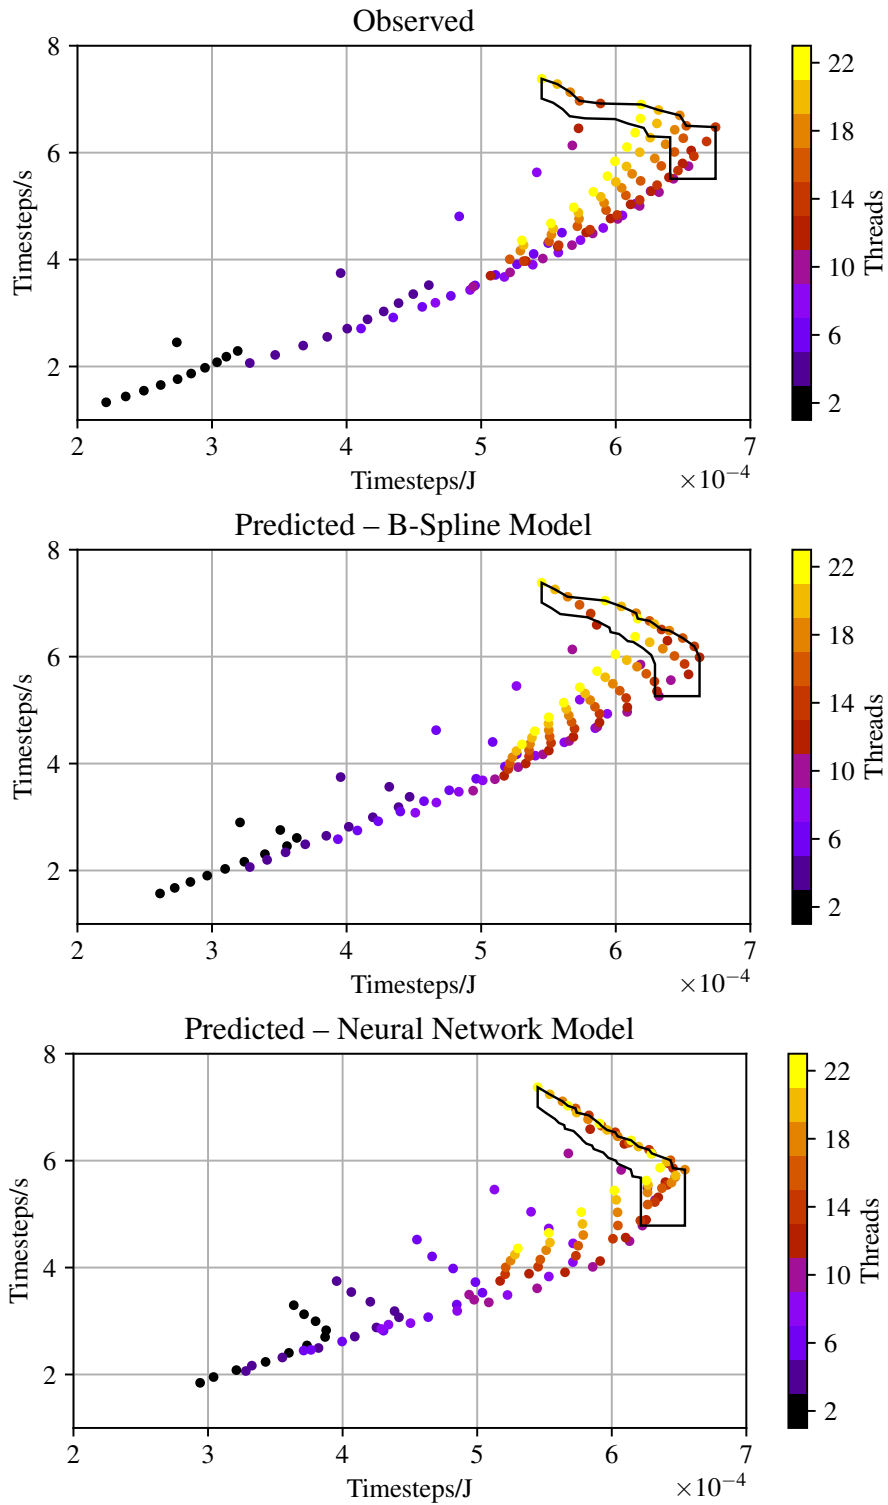 Observed
8
6
4
2
Timesteps/s
2 3 4 5 6 7
Timesteps/J
×10⁻⁴
22
18
14
10
6
2
Threads
Predicted – B-Spline Model
8
6
4
2
Timesteps/s
2 3 4 5 6 7
Timesteps/J
×10⁻⁴
22
18
14
10
6
2
Threads
Predicted – Neural Network Model
8
6
4
2
Timesteps/s
2 3 4 5 6 7
Timesteps/J
×10⁻⁴
22
18
14
10
6
2
Threads